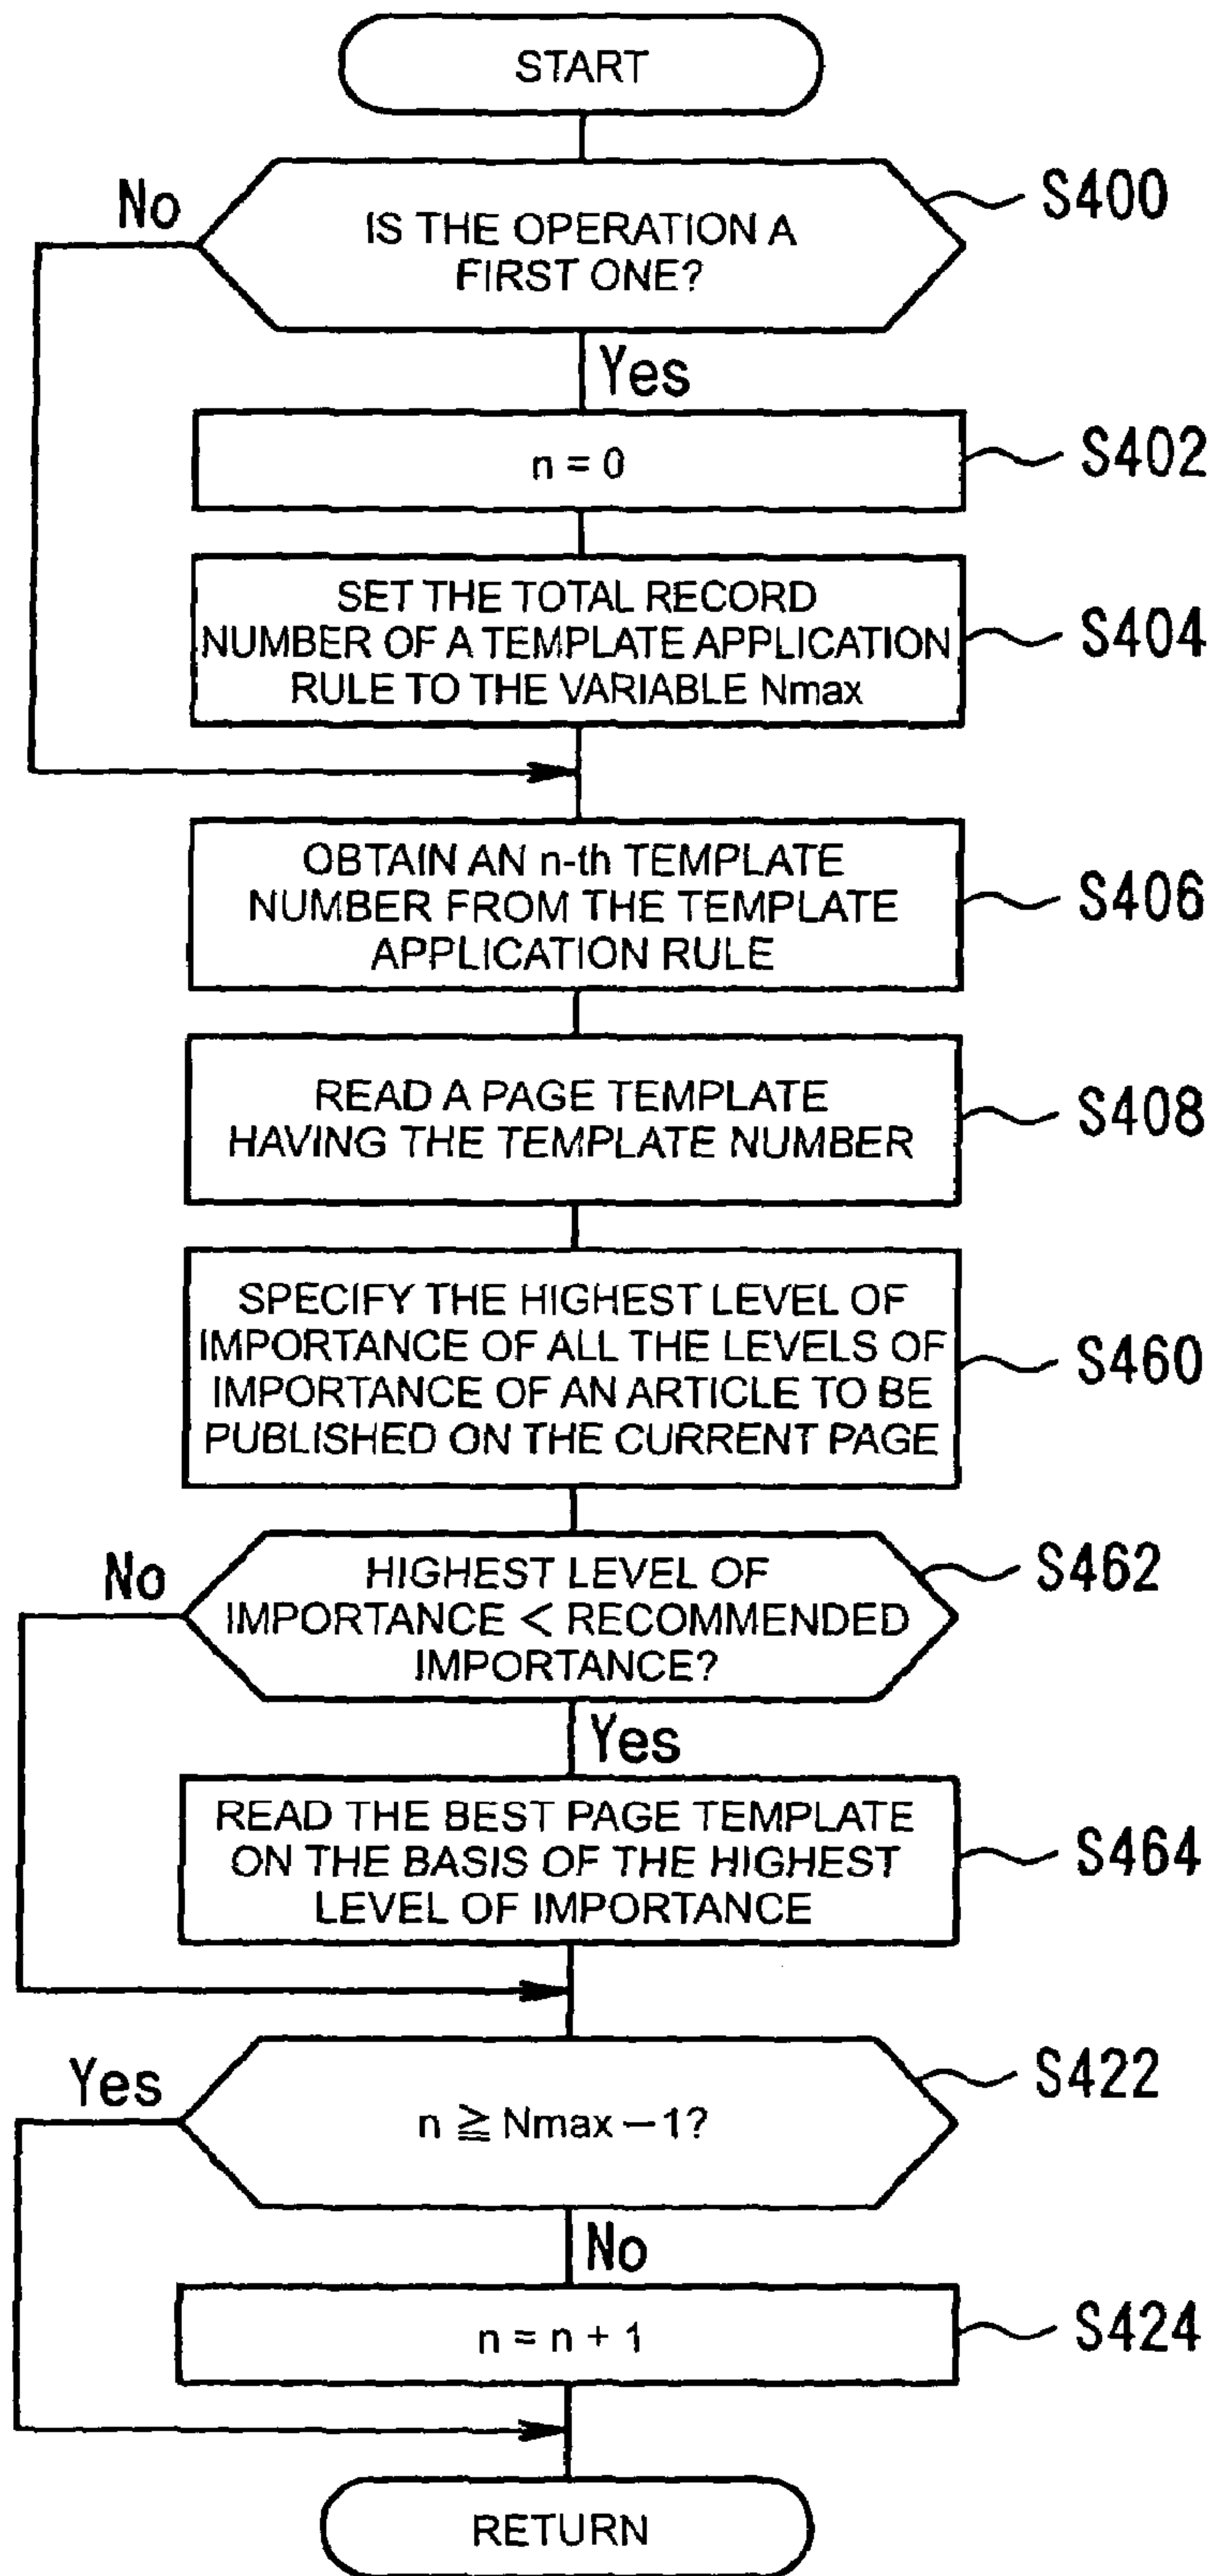 START
No
S400
IS THE OPERATION A
FIRST ONE?
Yes
n = 0
S402
SET THE TOTAL RECORD
NUMBER OF A TEMPLATE APPLICATION
RULE TO THE VARIABLE Nmax
S404
OBTAIN AN n-th TEMPLATE
NUMBER FROM THE TEMPLATE
APPLICATION RULE
S406
READ A PAGE TEMPLATE
HAVING THE TEMPLATE NUMBER
S408
SPECIFY THE HIGHEST LEVEL OF
IMPORTANCE OF ALL THE LEVELS OF
IMPORTANCE OF AN ARTICLE TO BE
PUBLISHED ON THE CURRENT PAGE
S460
No
HIGHEST LEVEL OF
IMPORTANCE < RECOMMENDED
IMPORTANCE?
S462
Yes
READ THE BEST PAGE TEMPLATE
ON THE BASIS OF THE HIGHEST
LEVEL OF IMPORTANCE
S464
Yes
n ≧ Nmax − 1?
S422
No
n = n + 1
S424
RETURN